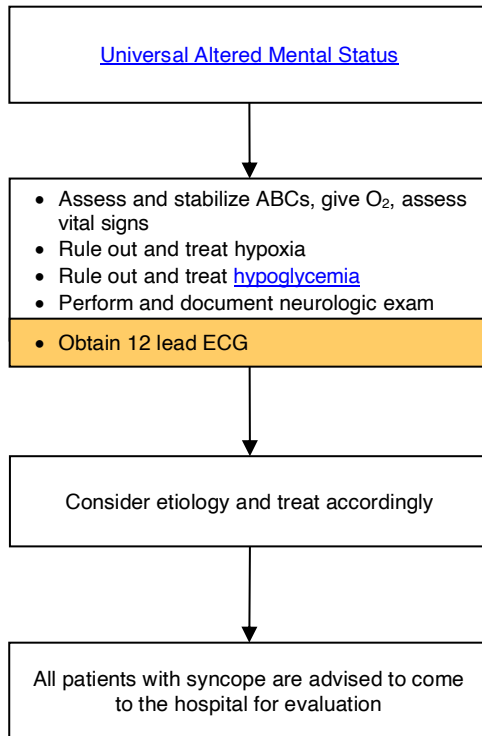 Universal Altered Mental Status
• Assess and stabilize ABCs, give O₂, assess
vital signs
• Rule out and treat hypoxia
• Rule out and treat hypoglycemia
• Perform and document neurologic exam
• Obtain 12 lead ECG
Consider etiology and treat accordingly
All patients with syncope are advised to come
to the hospital for evaluation